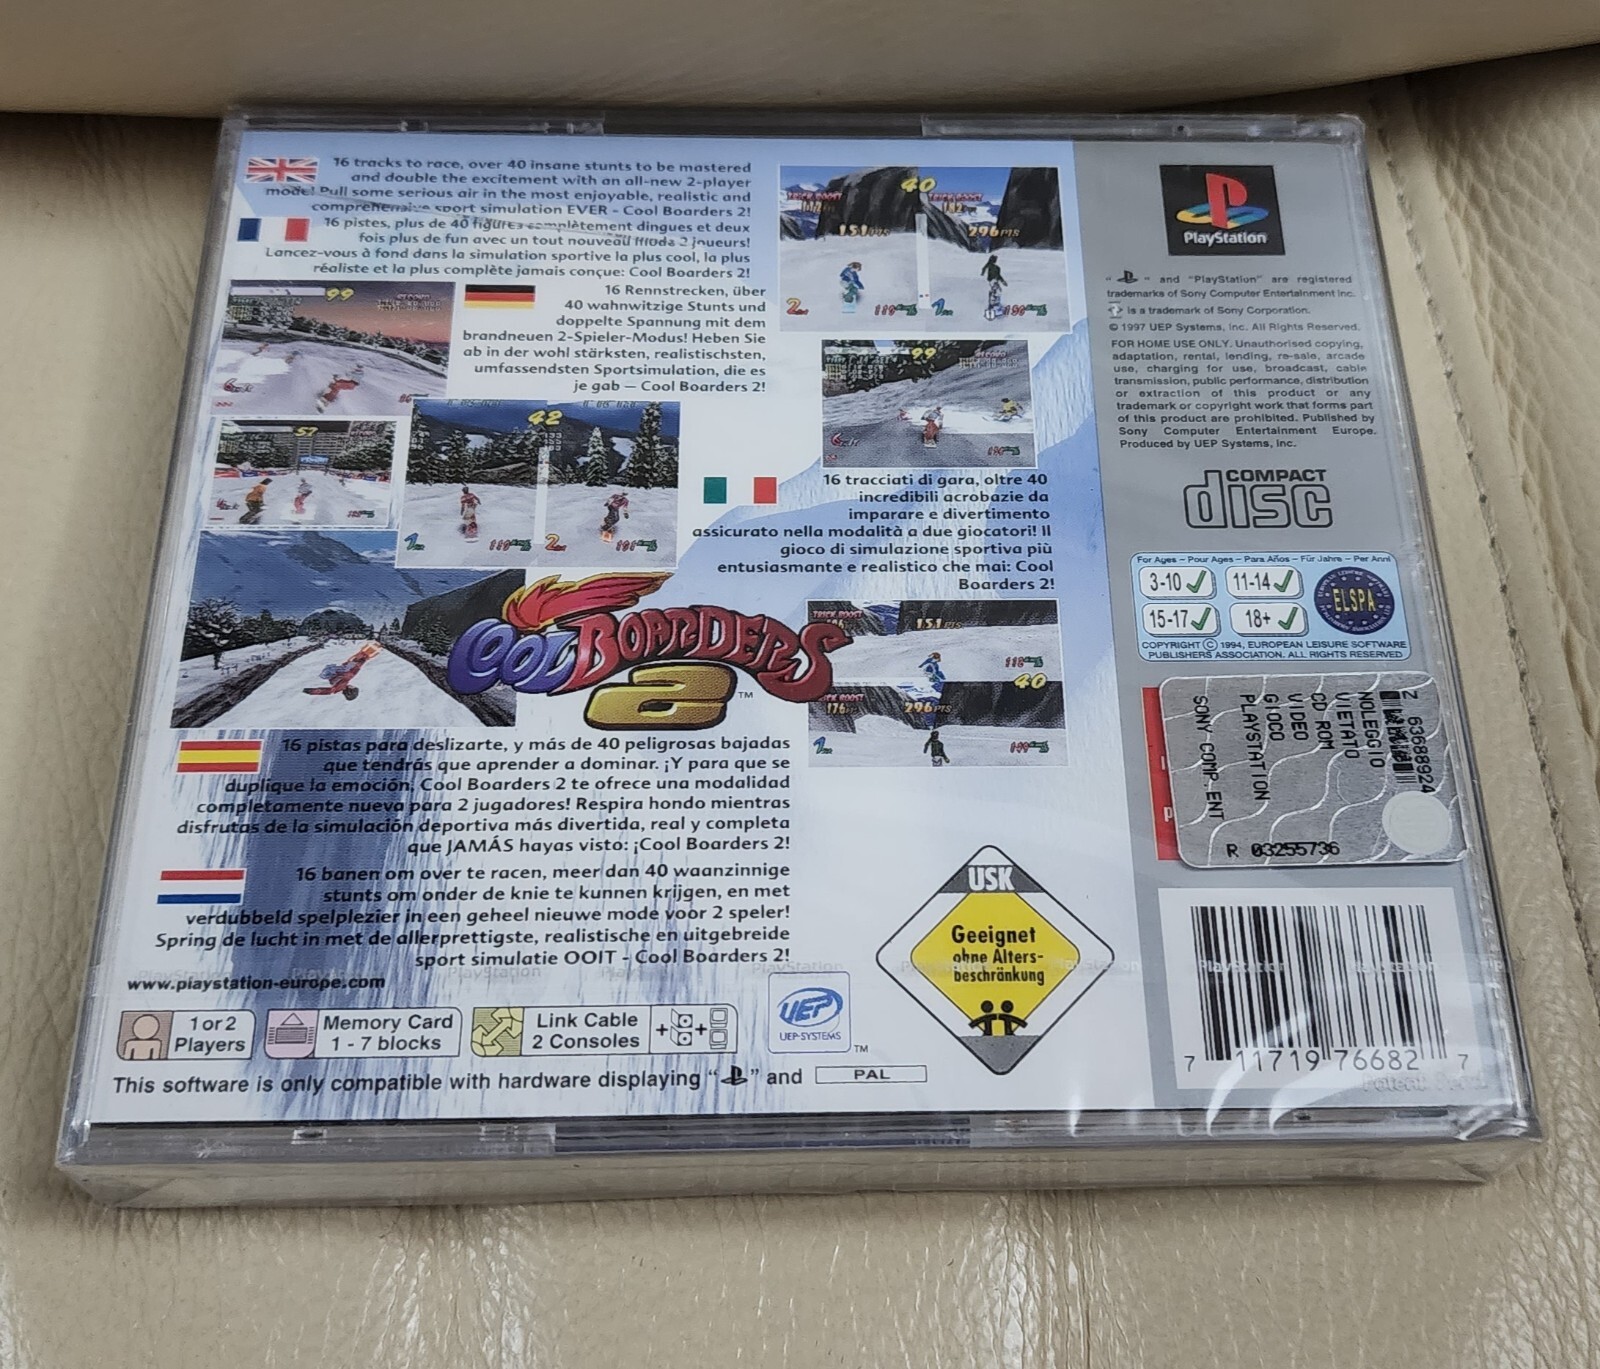 16 tracks to race, over 40 insane stunts to be mastered
and double the excitement with an all-new 2-player
mode! Pull some serious air in the most enjoyable, realistic and
comprehensive sport simulation EVER - Cool Boarders 2!
16 pistes, plus de 40 figures complètement dingues et deux
fois plus de fun avec un tout nouveau mode 2 joueurs!
Lancez-vous à fond dans la simulation sportive la plus cool, la plus
réaliste et la plus complète jamais conçue: Cool Boarders 2!
16 Rennstrecken, über
40 wahnwitzige Stunts und
doppelte Spannung mit dem
brandneuen 2-Spieler-Modus! Heben Sie
ab in der wohl stärksten, realistischsten,
umfassendsten Sportsimulation, die es
je gab — Cool Boarders 2!
99
57
42
40
151PTS
296PTS
99
16 tracciati di gara, oltre 40
incredibili acrobazie da
imparare e divertimento
assicurato nella modalità a due giocatori! Il
gioco di simulazione sportiva più
entusiasmante e realistico che mai: Cool
Boarders 2!
COOL BOARDERS
2 ™
151PTS
40
296PTS
16 pistas para deslizarte, y más de 40 peligrosas bajadas
que tendrás que aprender a dominar. ¡Y para que se
duplique la emoción, Cool Boarders 2 te ofrece una modalidad
completamente nueva para 2 jugadores! Respira hondo mientras
disfrutas de la simulación deportiva más divertida, real y completa
que JAMÁS hayas visto: ¡Cool Boarders 2!
16 banen om over te racen, meer dan 40 waanzinnige
stunts om onder de knie te kunnen krijgen, en met
verdubbeld spelplezier in een geheel nieuwe mode voor 2 speler!
Spring de lucht in met de allerprettigste, realistische en uitgebreide
sport simulatie OOIT - Cool Boarders 2!
www.playstation-europe.com
1 or 2
Players
Memory Card
1 - 7 blocks
Link Cable
2 Consoles
UEP
UEP-SYSTEMS
TM
This software is only compatible with hardware displaying " " and PAL
PlayStation
" " and "PlayStation" are registered
trademarks of Sony Computer Entertainment Inc.
is a trademark of Sony Corporation.
© 1997 UEP Systems, Inc. All Rights Reserved.
FOR HOME USE ONLY. Unauthorised copying,
adaptation, rental, lending, re-sale, arcade
use, charging for use, broadcast, cable
transmission, public performance, distribution
or extraction of this product or any
trademark or copyright work that forms part
of this product are prohibited. Published by
Sony Computer Entertainment Europe.
Produced by UEP Systems, Inc.
COMPACT
disc
For Ages – Pour Ages – Para Años – Für Jahre – Per Anni
3-10 11-14
15-17 18+
ELSPA
COPYRIGHT © 1994, EUROPEAN LEISURE SOFTWARE
PUBLISHERS ASSOCIATION. ALL RIGHTS RESERVED
Z 63688924
NOLEGGIO
VIETATO
CD ROM
VIDEO
GIOCO
PLAYSTATION
SONY COMP. ENT
R 03255736
USK
Geeignet
ohne Alters-
beschränkung
7 11719 76682 7